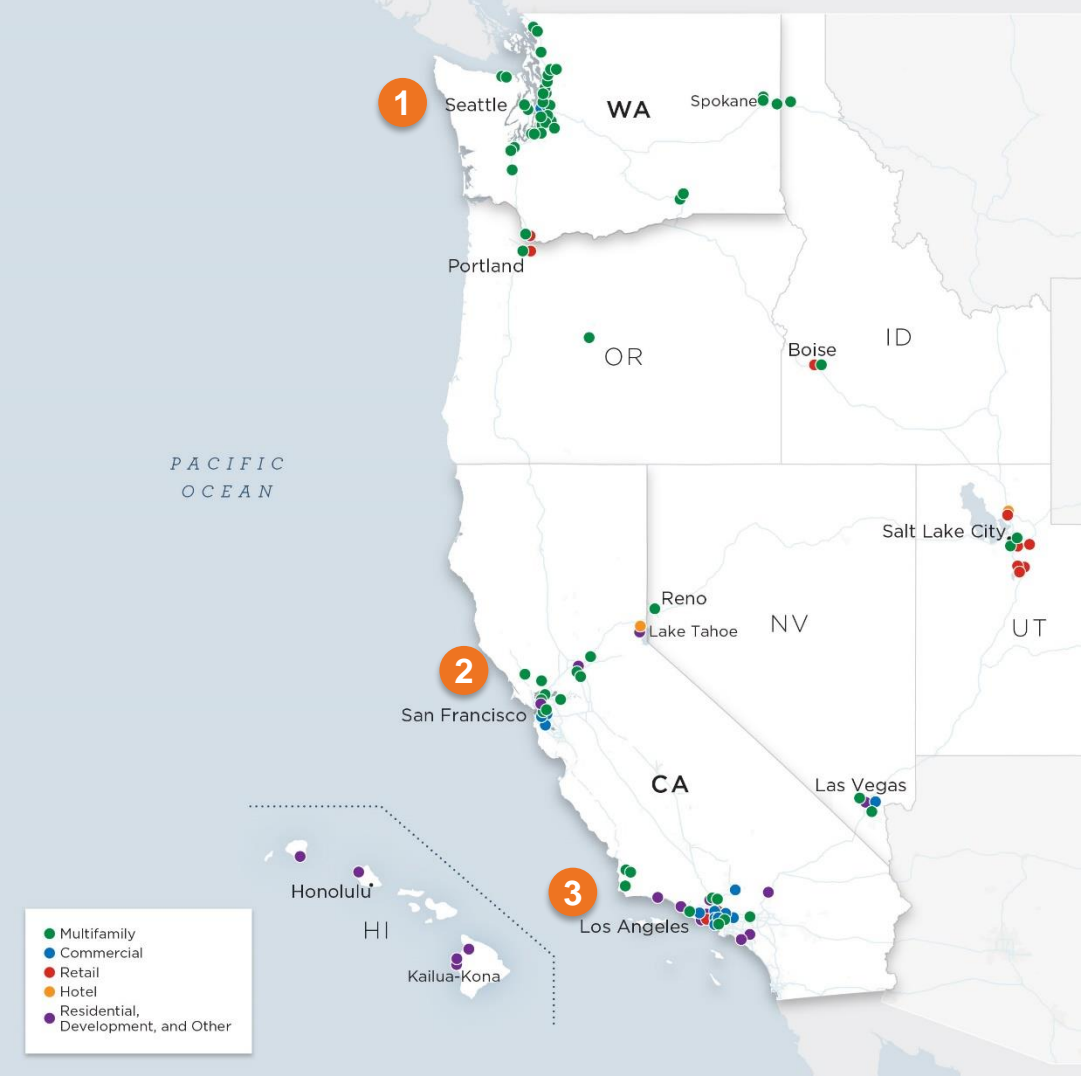 1
Seattle
WA
Spokane
Portland
OR
Boise
ID
PACIFIC
OCEAN
Salt Lake City
Reno
Lake Tahoe
NV
UT
2
San Francisco
CA
Las Vegas
3
Los Angeles
Honolulu
HI
Kailua-Kona
Multifamily
Commercial
Retail
Hotel
Residential,
Development, and Other